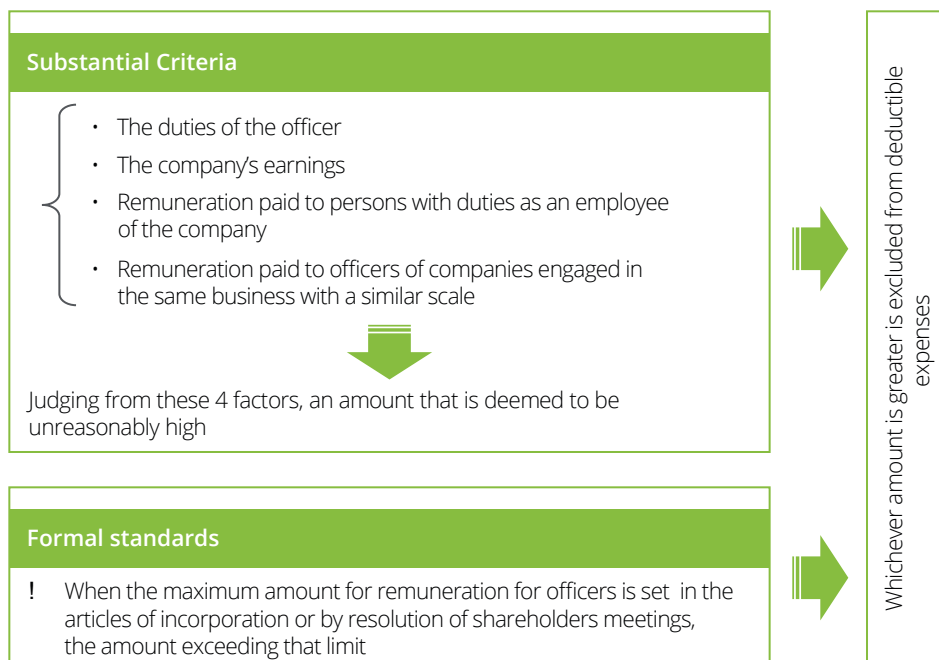 Substantial Criteria
• The duties of the officer
• The company’s earnings
• Remuneration paid to persons with duties as an employee
of the company
• Remuneration paid to officers of companies engaged in
the same business with a similar scale
Judging from these 4 factors, an amount that is deemed to be
unreasonably high
Formal standards
! When the maximum amount for remuneration for officers is set in the
articles of incorporation or by resolution of shareholders meetings,
the amount exceeding that limit
Whichever amount is greater is excluded from deductible
expenses